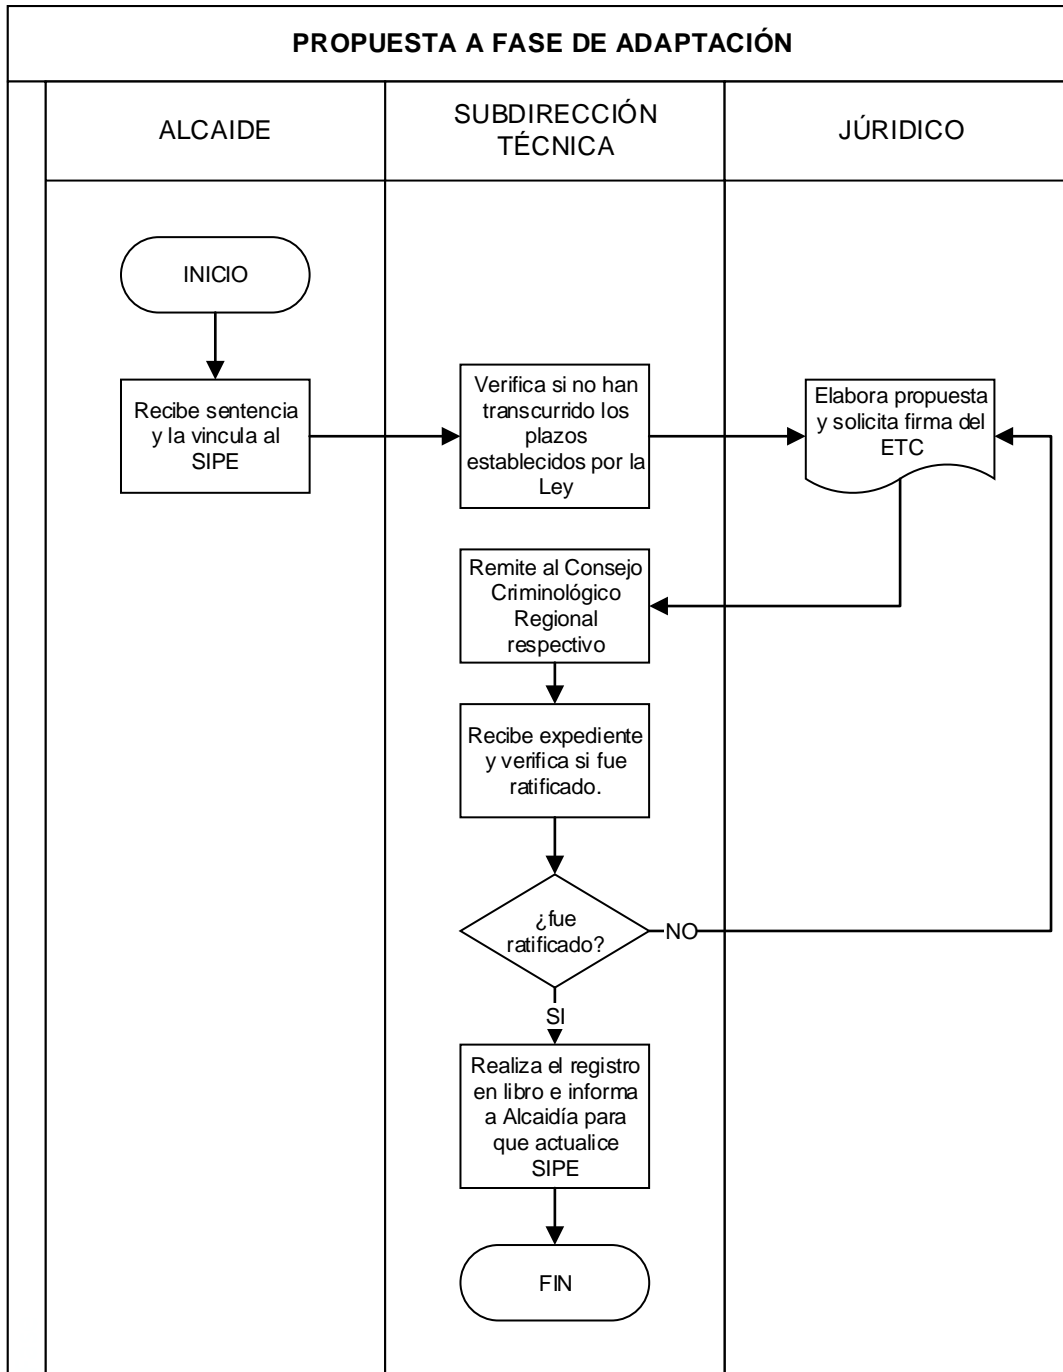 PROPUESTA A FASE DE ADAPTACIÓN
ALCAIDE
SUBDIRECCIÓN
TÉCNICA
JÚRIDICO
INICIO
Recibe sentencia
y la vincula al
SIPE
Verifica si no han
transcurrido los
plazos
establecidos por la
Ley
Elabora propuesta
y solicita firma del
ETC
Remite al Consejo
Criminológico
Regional
respectivo
Recibe expediente
y verifica si fue
ratificado.
¿fue
ratificado?
NO
SI
Realiza el registro
en libro e informa
a Alcaidía para
que actualice
SIPE
FIN